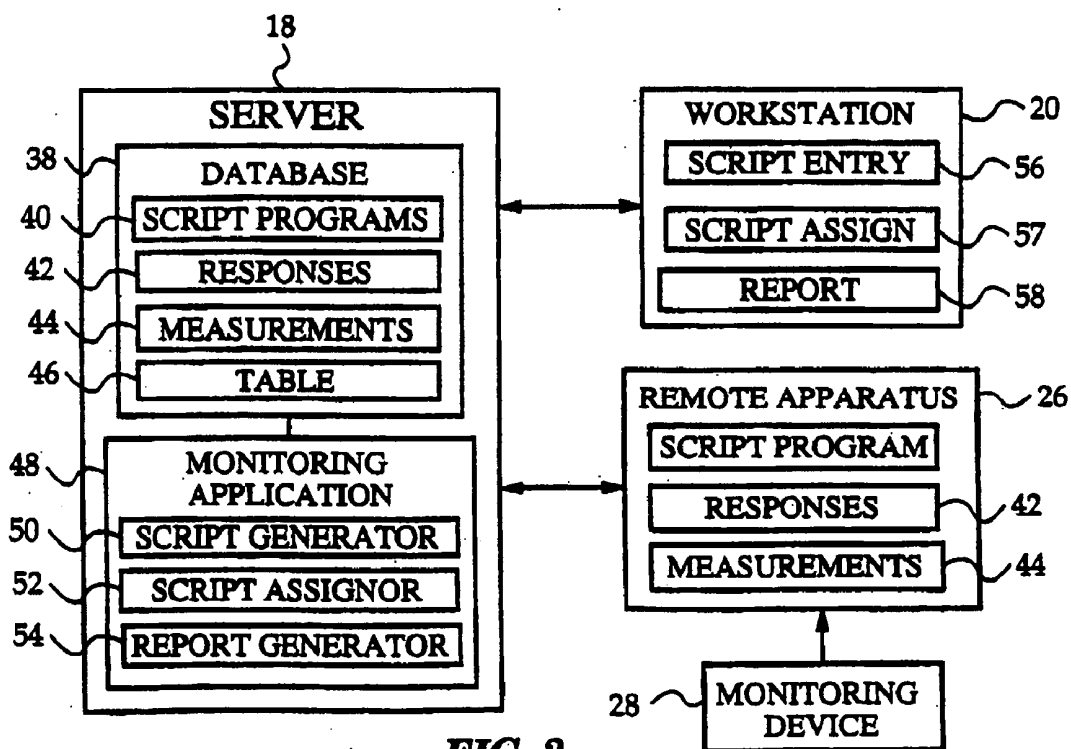 18
SERVER
38
DATABASE
40
SCRIPT PROGRAMS
42
RESPONSES
44
MEASUREMENTS
46
TABLE
48
MONITORING
APPLICATION
50
SCRIPT GENERATOR
52
SCRIPT ASSIGNOR
54
REPORT GENERATOR
WORKSTATION
20
SCRIPT ENTRY
56
SCRIPT ASSIGN
57
REPORT
58
REMOTE APPARATUS
26
SCRIPT PROGRAM
RESPONSES
42
MEASUREMENTS
44
28
MONITORING
DEVICE